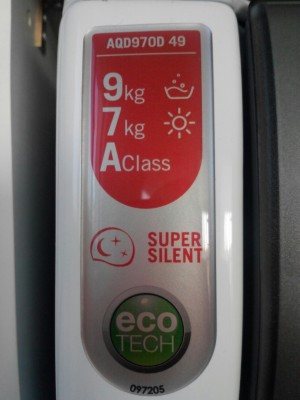 AQD970D 49
9kg
7kg
AClass
SUPER
SILENT
eco
TECH
097205